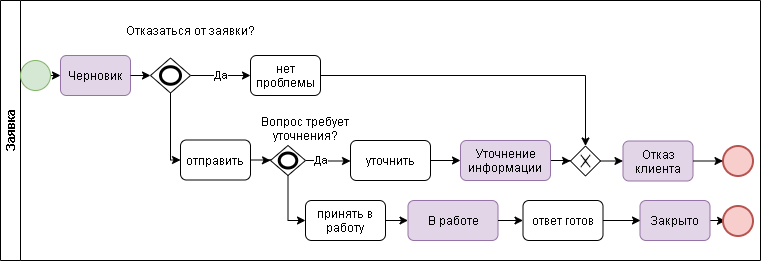 Заявка
Отказаться от заявки?
Черновик
Да
нет
проблемы
Вопрос требует
уточнения?
отправить
Да
уточнить
Уточнение
информации
X
Отказ
клиента
принять в
работу
В работе
ответ готов
Закрыто